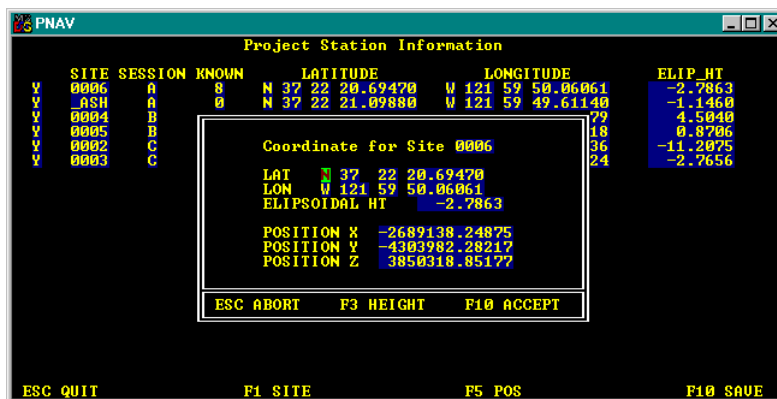 PNAV
Project Station Information
SITE SESSION KNOWN LATITUDE LONGITUDE ELIP_HT
Y 0006 A 8 N 37 22 20.69470 W 121 59 50.06061 -2.7863
Y _ASH A 0 N 37 22 21.09880 W 121 59 49.61140 -1.1460
Y 0004 B 79 4.5040
Y 0005 B 18 0.8706
Y 0002 C 36 -11.2075
Y 0003 C 24 -2.7656
Coordinate for Site 0006
LAT N 37 22 20.69470
LON W 121 59 50.06061
ELIPSOIDAL HT -2.7863
POSITION X -2689138.24875
POSITION Y -4303982.28217
POSITION Z 3850318.85177
ESC ABORT F3 HEIGHT F10 ACCEPT
ESC QUIT F1 SITE F5 POS F10 SAVE